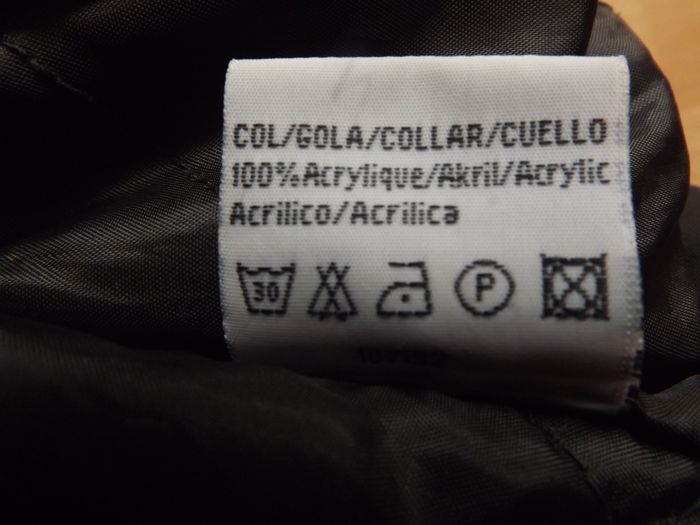 COL/GOLA/COLLAR/CUELLO
100%Acrylique/Akril/Acrylic
Acrilico/Acrilica
30 P